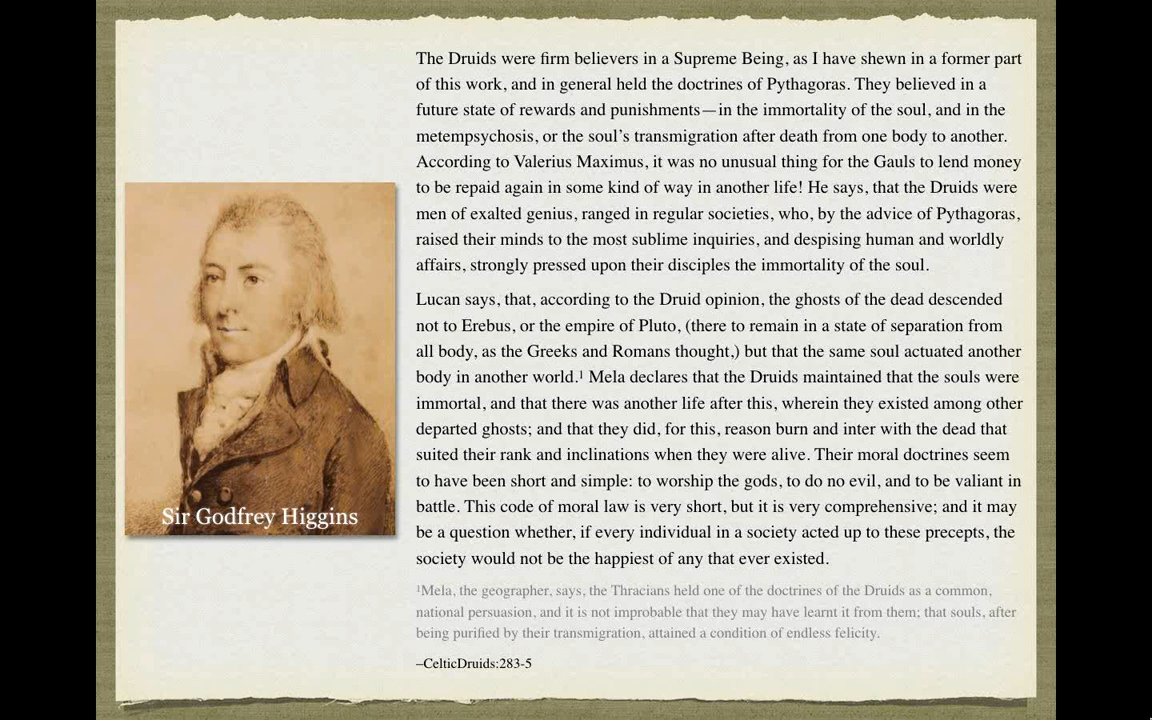 The Druids were firm believers in a Supreme Being, as I have shewn in a former part
of this work, and in general held the doctrines of Pythagoras. They believed in a
future state of rewards and punishments—in the immortality of the soul, and in the
metempsychosis, or the soul’s transmigration after death from one body to another.
According to Valerius Maximus, it was no unusual thing for the Gauls to lend money
to be repaid again in some kind of way in another life! He says, that the Druids were
men of exalted genius, ranged in regular societies, who, by the advice of Pythagoras,
raised their minds to the most sublime inquiries, and despising human and worldly
affairs, strongly pressed upon their disciples the immortality of the soul.
Lucan says, that, according to the Druid opinion, the ghosts of the dead descended
not to Erebus, or the empire of Pluto, (there to remain in a state of separation from
all body, as the Greeks and Romans thought,) but that the same soul actuated another
body in another world.¹ Mela declares that the Druids maintained that the souls were
immortal, and that there was another life after this, wherein they existed among other
departed ghosts; and that they did, for this, reason burn and inter with the dead that
suited their rank and inclinations when they were alive. Their moral doctrines seem
to have been short and simple: to worship the gods, to do no evil, and to be valiant in
battle. This code of moral law is very short, but it is very comprehensive; and it may
be a question whether, if every individual in a society acted up to these precepts, the
society would not be the happiest of any that ever existed.
¹Mela, the geographer, says, the Thracians held one of the doctrines of the Druids as a common,
national persuasion, and it is not improbable that they may have learnt it from them; that souls, after
being purified by their transmigration, attained a condition of endless felicity.
–CelticDruids:283-5
Sir Godfrey Higgins